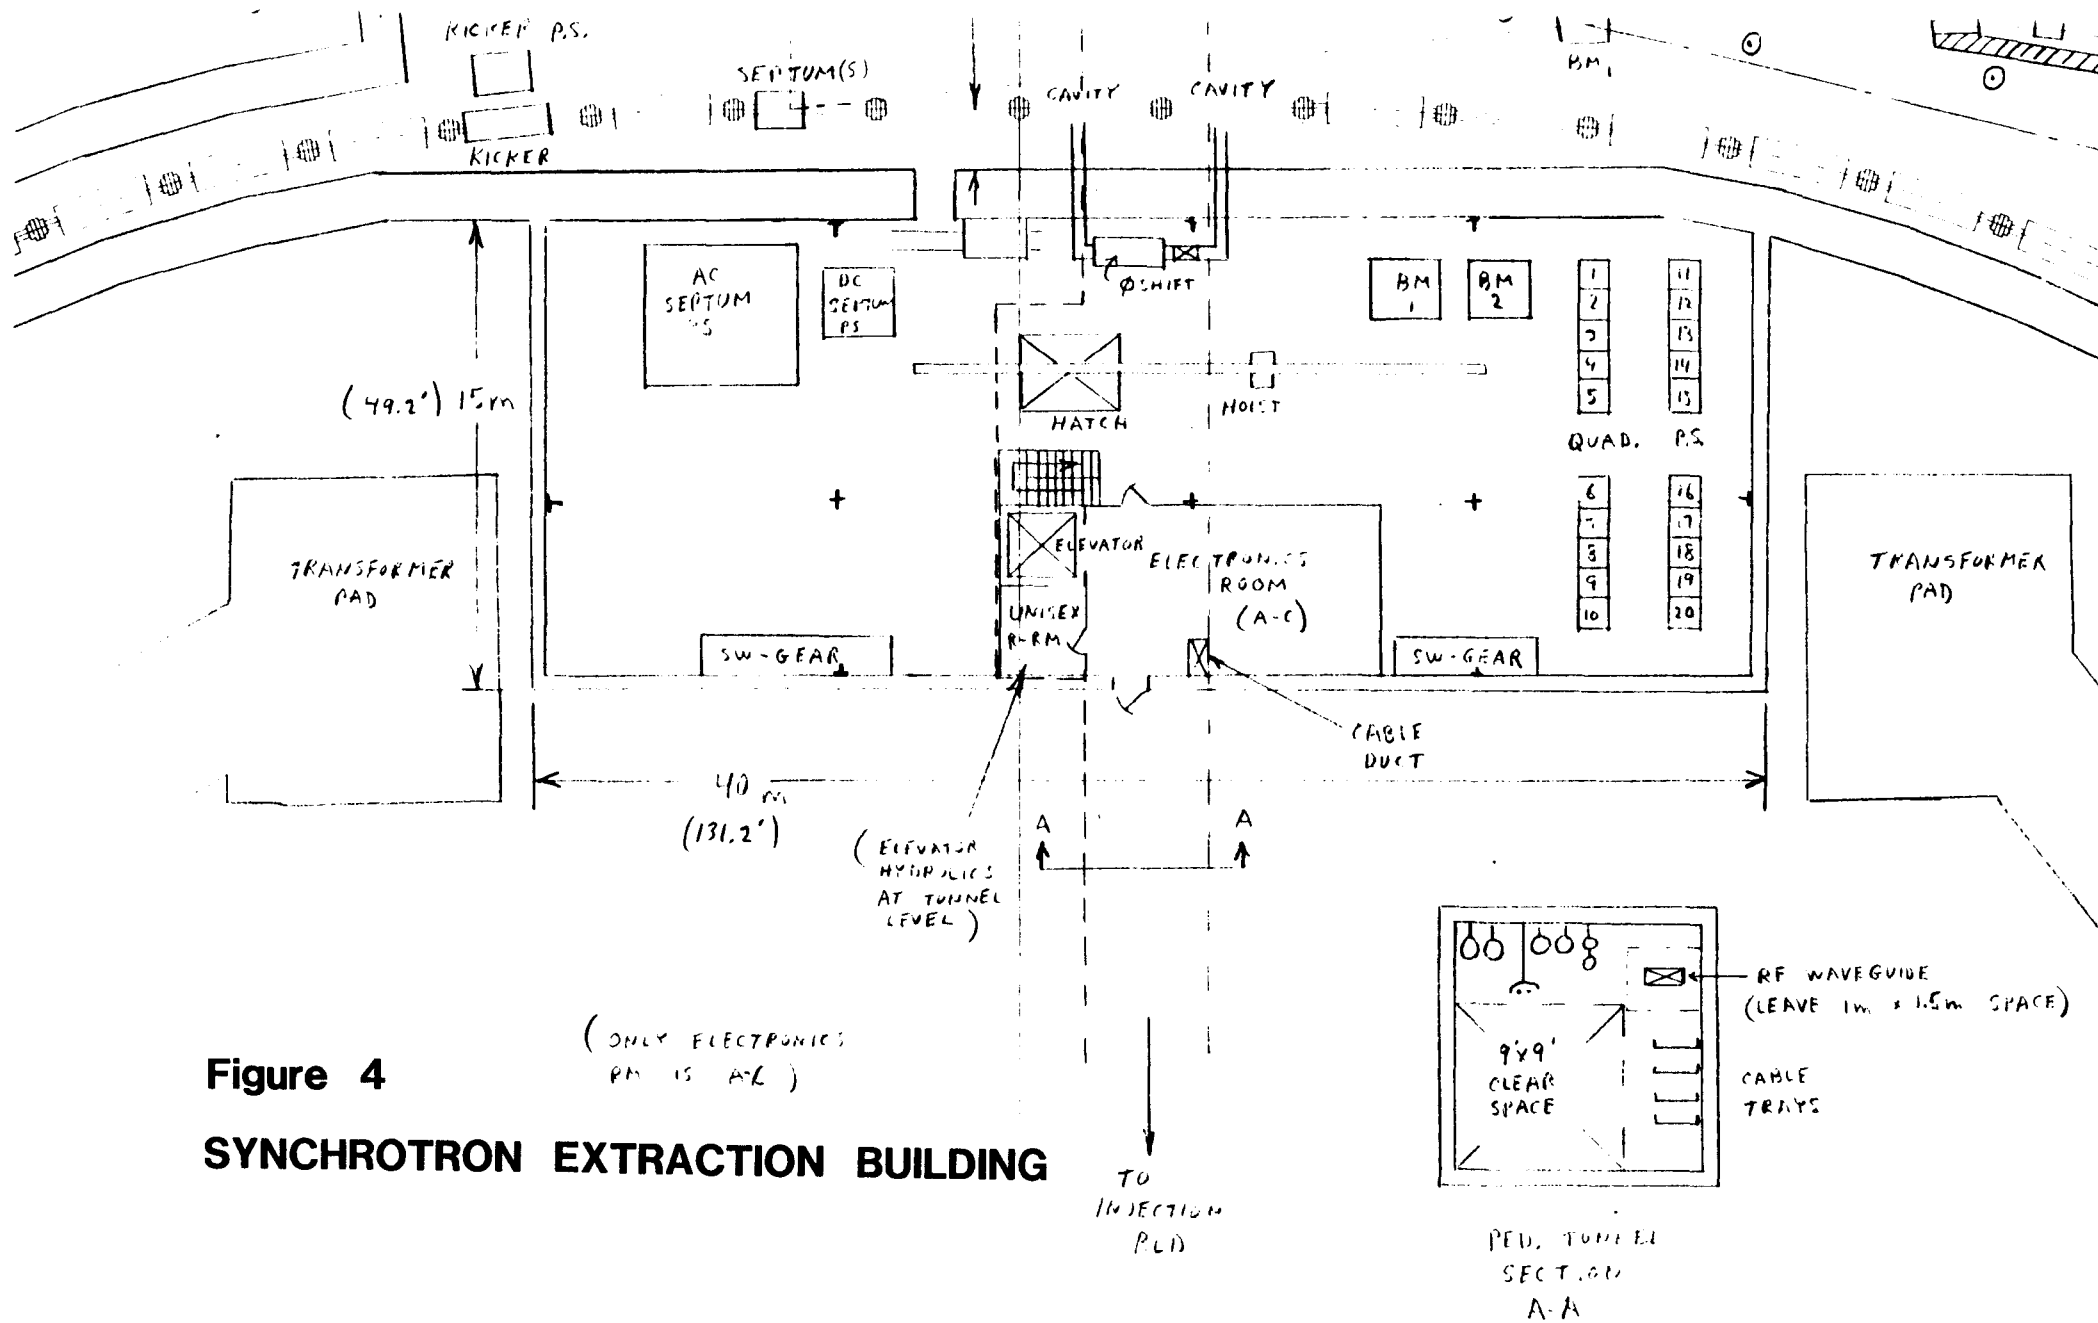 KICKER P.S.
SEPTUM(S)
CAVITY
CAVITY
BM1
KICKER
AC
SEPTUM
PS
DC
SEPTUM
PS
ØSHIFT
BM
1
BM
2
1
2
3
4
5
11
12
13
14
15
(49.2') 15m
HATCH
HOIST
QUAD. P.S.
6
7
8
9
10
16
17
18
19
20
TRANSFORMER
PAD
ELEVATOR
ELECTRONICS
ROOM
(A-C)
UNISEX
R-RM
SW-GEAR
SW-GEAR
TRANSFORMER
PAD
CABLE
DUCT
40 m
(131.2')
(ELEVATOR
HYDROLICS
AT TUNNEL
LEVEL)
A A
RF WAVEGUIDE
(LEAVE 1m x 1.5m SPACE)
9'x9'
CLEAR
SPACE
CABLE
TRAYS
(ONLY ELECTRONICS
RM IS A-C)
Figure 4
SYNCHROTRON EXTRACTION BUILDING
TO
INJECTION
BLD
PED. TUNNEL
SECTION
A-A